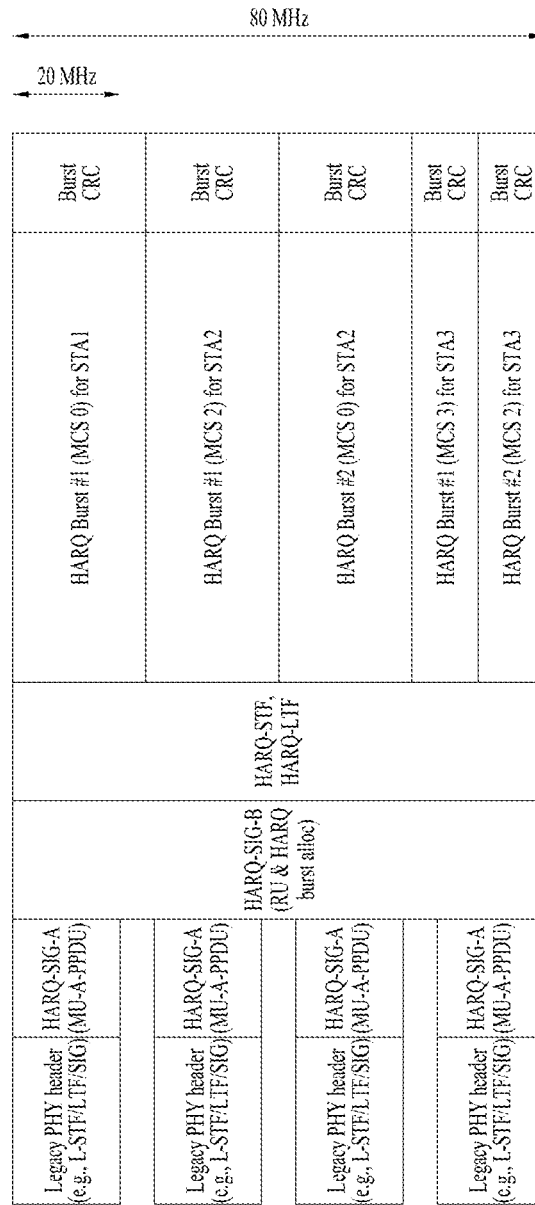 80 MHz
20 MHz
Legacy PHY header
(e.g., L-STF/LTF/SIG)
HARQ-SIG-A
(MU-A-PPDU)
Legacy PHY header
(e.g., L-STF/LTF/SIG)
HARQ-SIG-A
(MU-A-PPDU)
Legacy PHY header
(e.g., L-STF/LTF/SIG)
HARQ-SIG-A
(MU-A-PPDU)
Legacy PHY header
(e.g., L-STF/LTF/SIG)
HARQ-SIG-A
(MU-A-PPDU)
HARQ-SIG-B
(RU & HARQ
burst alloc)
HARQ-STF,
HARQ-LTF
HARQ Burst #1 (MCS 0) for STA1
Burst
CRC
HARQ Burst #1 (MCS 2) for STA2
Burst
CRC
HARQ Burst #2 (MCS 0) for STA2
Burst
CRC
HARQ Burst #1 (MCS 3) for STA3
Burst
CRC
HARQ Burst #2 (MCS 2) for STA3
Burst
CRC